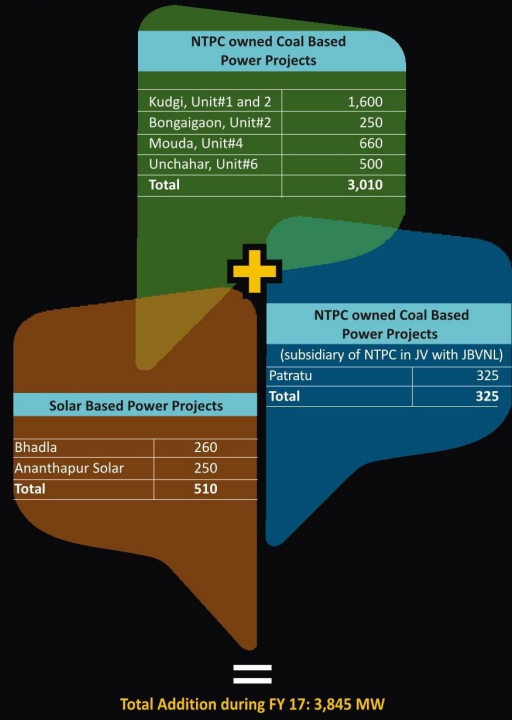 NTPC owned Coal Based
Power Projects
Kudgi, Unit#1 and 2 1,600
Bongaigaon, Unit#2 250
Mouda, Unit#4 660
Unchahar, Unit#6 500
Total 3,010
+
NTPC owned Coal Based
Power Projects
(subsidiary of NTPC in JV with JBVNL)
Patratu 325
Total 325
Solar Based Power Projects
Bhadla 260
Ananthapur Solar 250
Total 510
=
Total Addition during FY 17: 3,845 MW